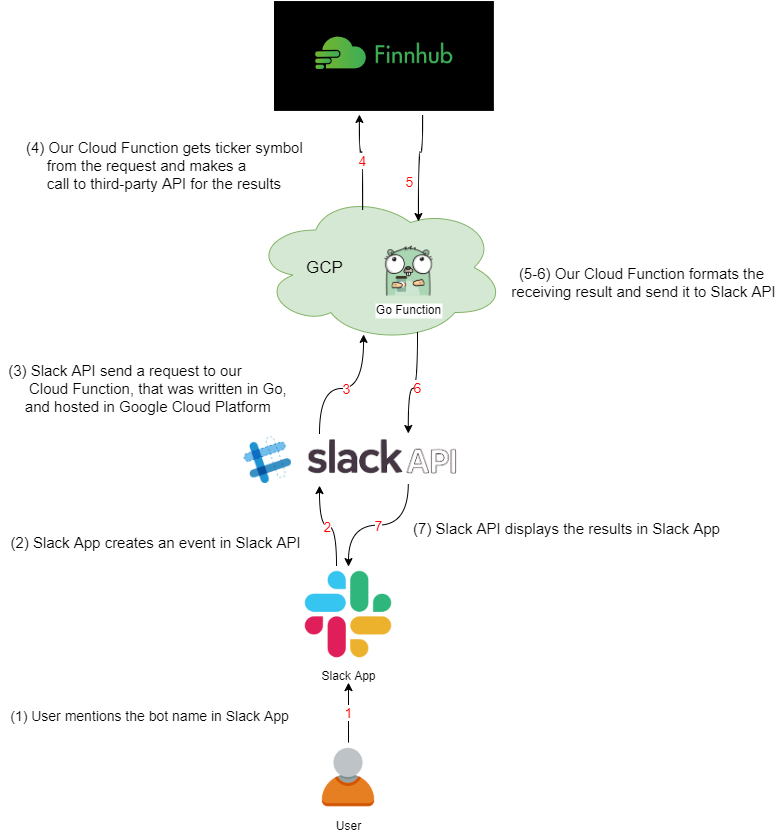 Finnhub
(4) Our Cloud Function gets ticker symbol
from the request and makes a
call to third-party API for the results
4
5
GCP
Go Function
(5-6) Our Cloud Function formats the
receiving result and send it to Slack API
(3) Slack API send a request to our
Cloud Function, that was written in Go,
and hosted in Google Cloud Platform
3
6
slack API
2
7
(7) Slack API displays the results in Slack App
(2) Slack App creates an event in Slack API
Slack App
(1) User mentions the bot name in Slack App
1
User